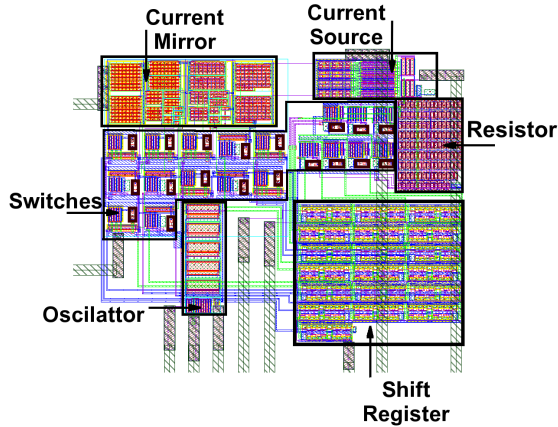 Current
Mirror
Current
Source
Resistor
Switches
Oscilattor
Shift
Register